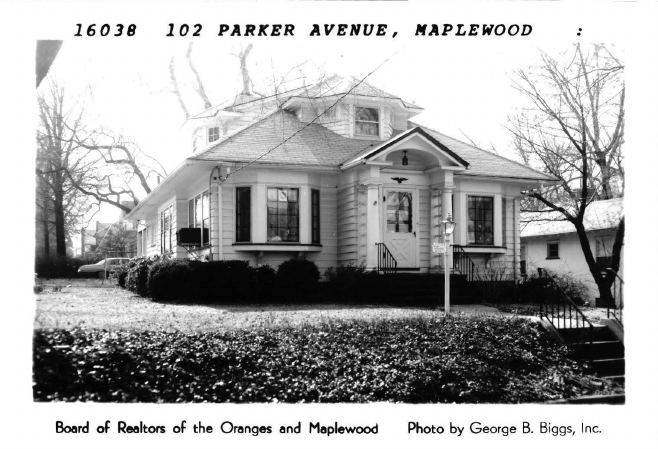 16038 102 PARKER AVENUE, MAPLEWOOD :
Board of Realtors of the Oranges and Maplewood Photo by George B. Biggs, Inc.